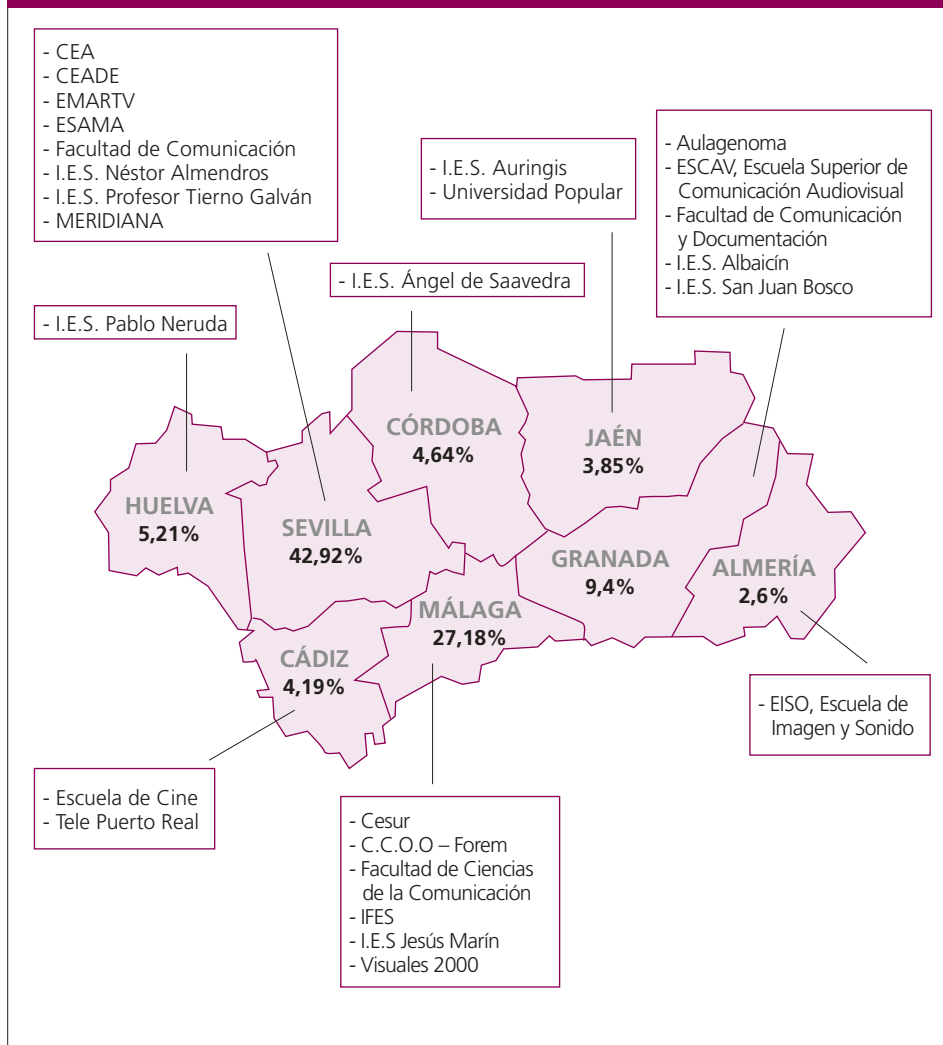 - CEA
- CEADE
- EMARTV
- ESAMA
- Facultad de Comunicación
- I.E.S. Néstor Almendros
- I.E.S. Profesor Tierno Galván
- MERIDIANA
- I.E.S. Auringis
- Universidad Popular
- Aulagenoma
- ESCAV, Escuela Superior de
Comunicación Audiovisual
- Facultad de Comunicación
y Documentación
- I.E.S. Albaicín
- I.E.S. San Juan Bosco
- I.E.S. Ángel de Saavedra
- I.E.S. Pablo Neruda
CÓRDOBA
4,64%
JAÉN
3,85%
HUELVA
5,21%
SEVILLA
42,92%
GRANADA
9,4%
ALMERÍA
2,6%
MÁLAGA
27,18%
CÁDIZ
4,19%
- EISO, Escuela de
Imagen y Sonido
- Escuela de Cine
- Tele Puerto Real
- Cesur
- C.C.O.O – Forem
- Facultad de Ciencias
de la Comunicación
- IFES
- I.E.S Jesús Marín
- Visuales 2000